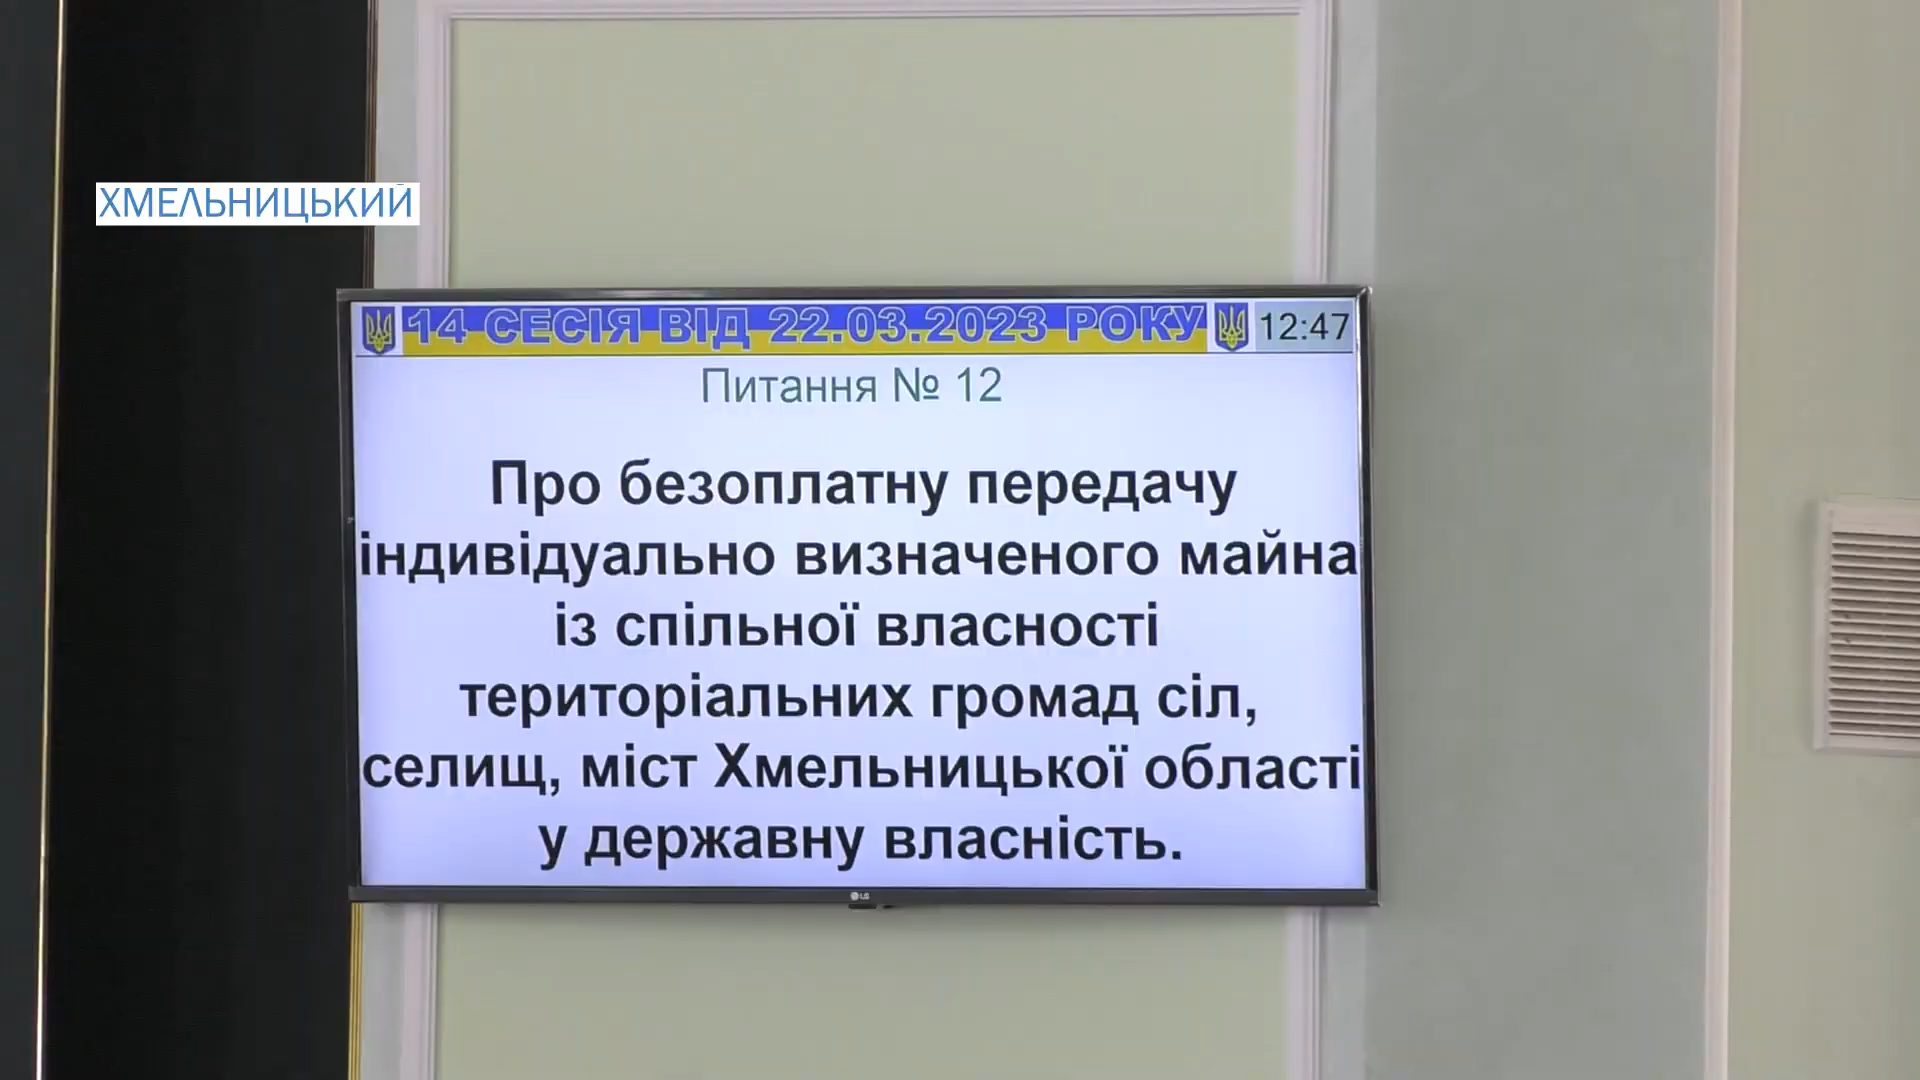 ХМЕЛЬНИЦЬКИЙ
14 СЕСІЯ ВІД 22.03.2023 РОКУ 12:47
Питання № 12
Про безоплатну передачу
індивідуально визначеного майна
із спільної власності
територіальних громад сіл,
селищ, міст Хмельницької області
у державну власність.
LG